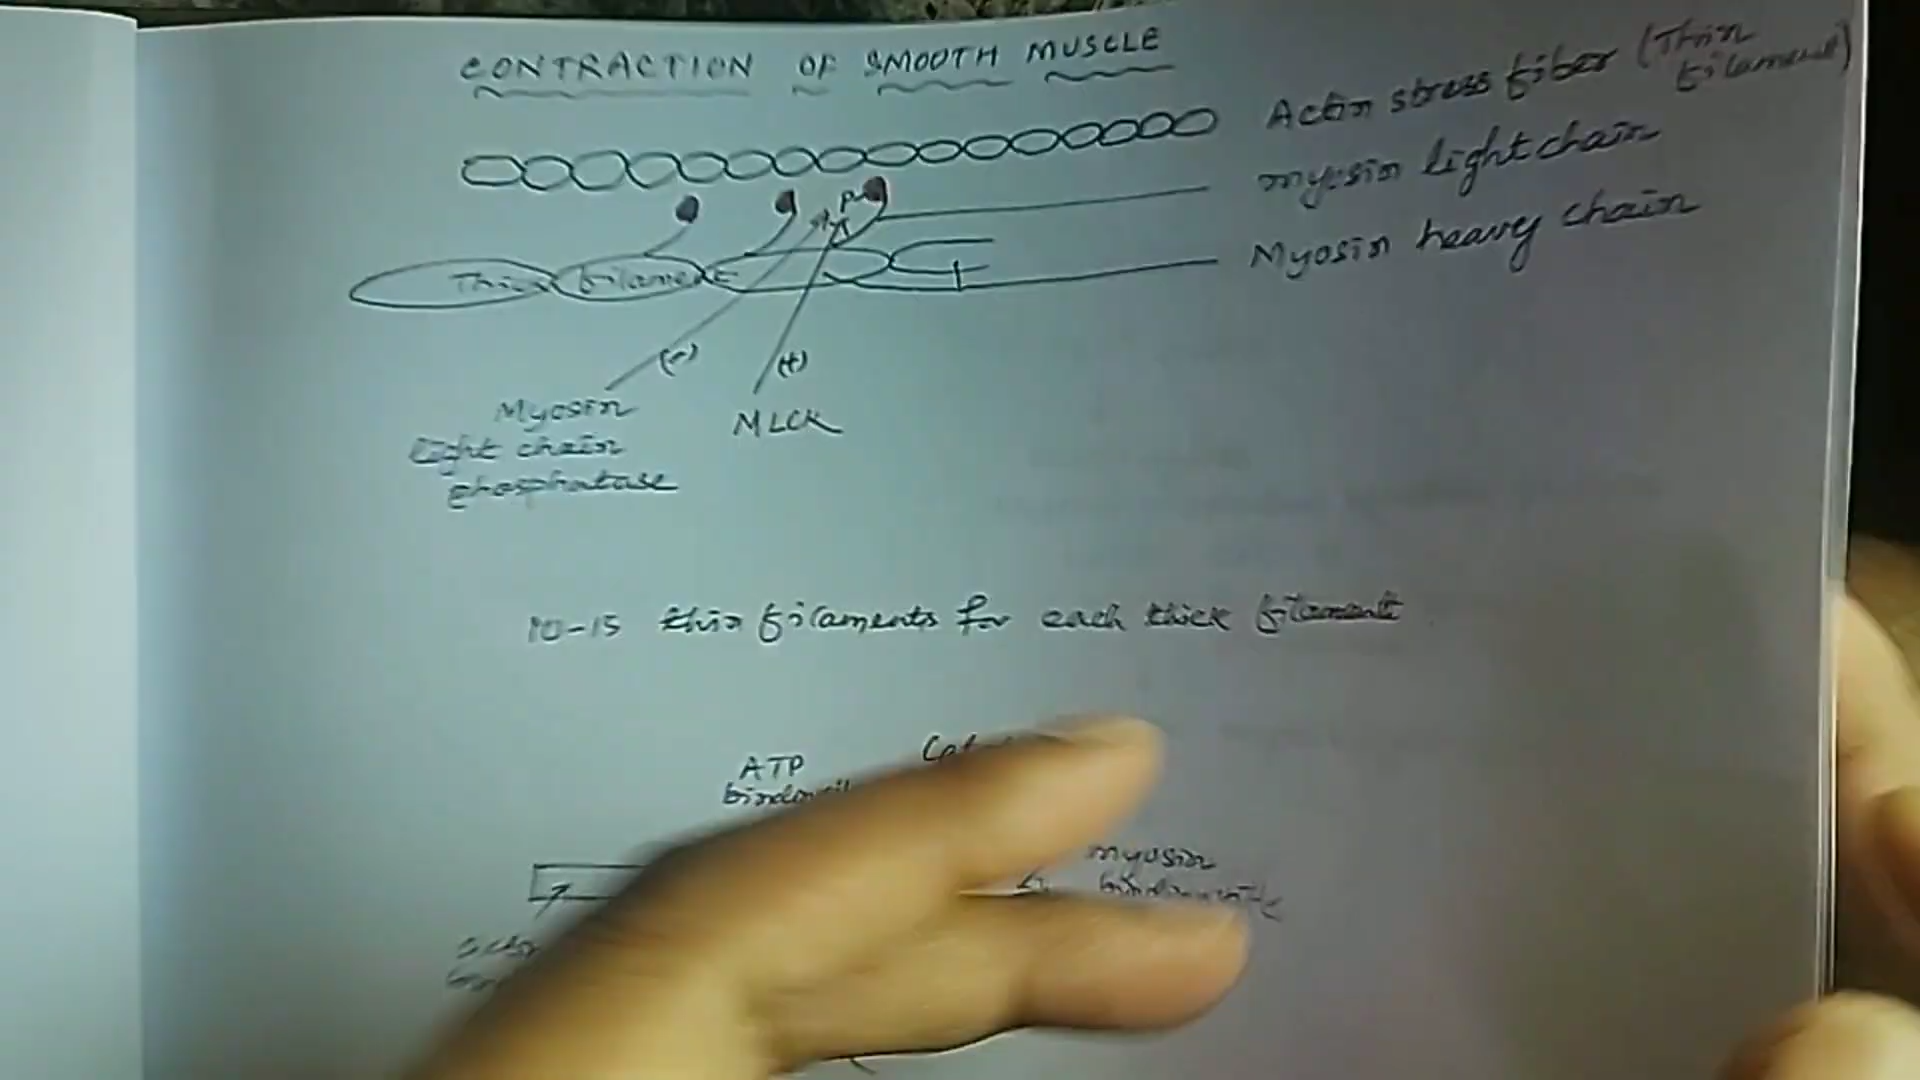 CONTRACTION OF SMOOTH MUSCLE
Actin stress fiber (Thin
filament)
myosin light chain
Myosin heavy chain
P
Thick filament
(-)
(+)
Myosin
light chain
phosphatase
MLCK
10-15 thin filaments for each thick filament
ATP
myosin